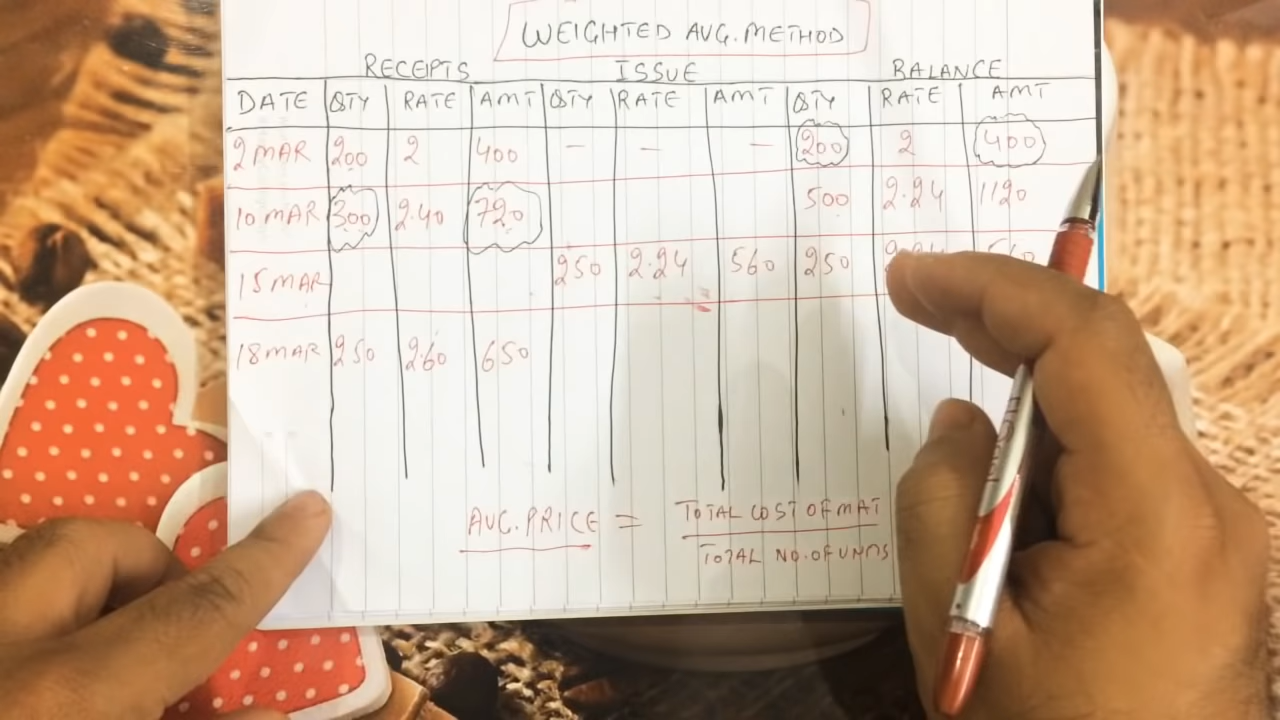 WEIGHTED AVG. METHOD
RECEIPTS ISSUE BALANCE
DATE QTY RATE AMT QTY RATE AMT QTY RATE AMT
2 MAR 200 2 400 — — — 200 2 400
10 MAR 300 2.40 720 500 2.24 1120
15 MAR 250 2.24 560 250
18 MAR 250 2.60 650
AVG. PRICE = TOTAL COST OF MAT
TOTAL NO. OF UNITS